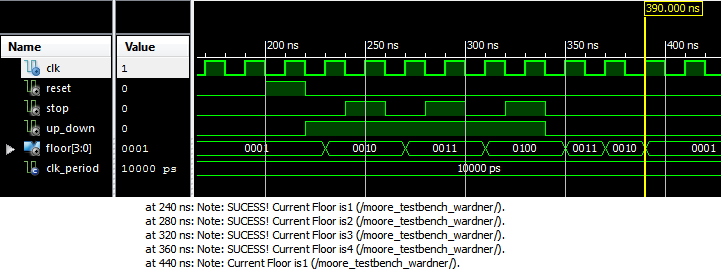 390.000 ns
Name Value 200 ns 250 ns 300 ns 350 ns 400 ns
clk 1
reset 0
stop 0
up_down 0
floor[3:0] 0001 0001 0010 0011 0100 0011 0010 0001
clk_period 10000 ps 10000 ps
at 240 ns: Note: SUCESS! Current Floor is1 (/moore_testbench_wardner/).
at 280 ns: Note: SUCESS! Current Floor is2 (/moore_testbench_wardner/).
at 320 ns: Note: SUCESS! Current Floor is3 (/moore_testbench_wardner/).
at 360 ns: Note: SUCESS! Current Floor is4 (/moore_testbench_wardner/).
at 440 ns: Note: Current Floor is1 (/moore_testbench_wardner/).